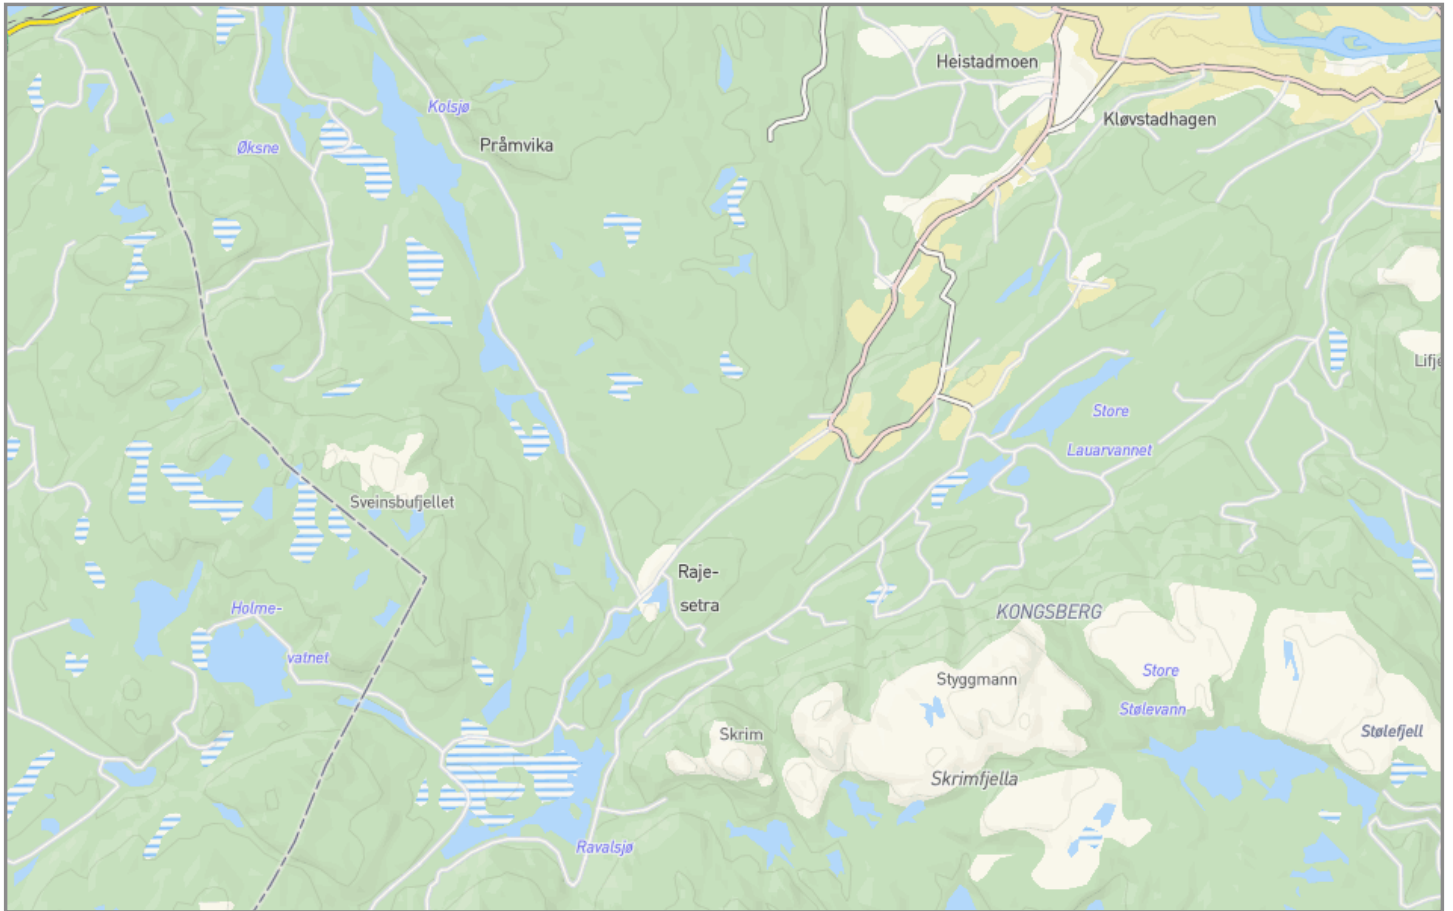 Heistadmoen
Kolsjø
Kløvstadhagen
Øksne
Pråmvika
Store
Lauarvannet
Sveinsbufjellet
Raje-
setra
Holme-
vatnet
KONGSBERG
Styggmann
Store
Stølevann
Skrim
Stølefjell
Skrimfjella
Ravalsjø
Lifje